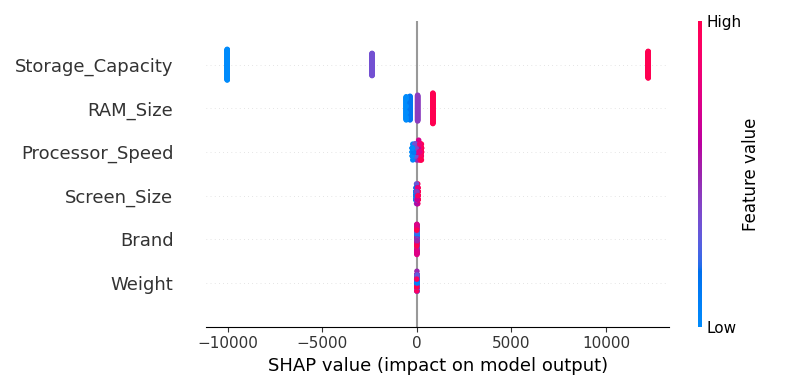 High
Storage_Capacity
RAM_Size
Processor_Speed
Screen_Size
Brand
Weight
Feature value
Low
−10000 −5000 0 5000 10000
SHAP value (impact on model output)